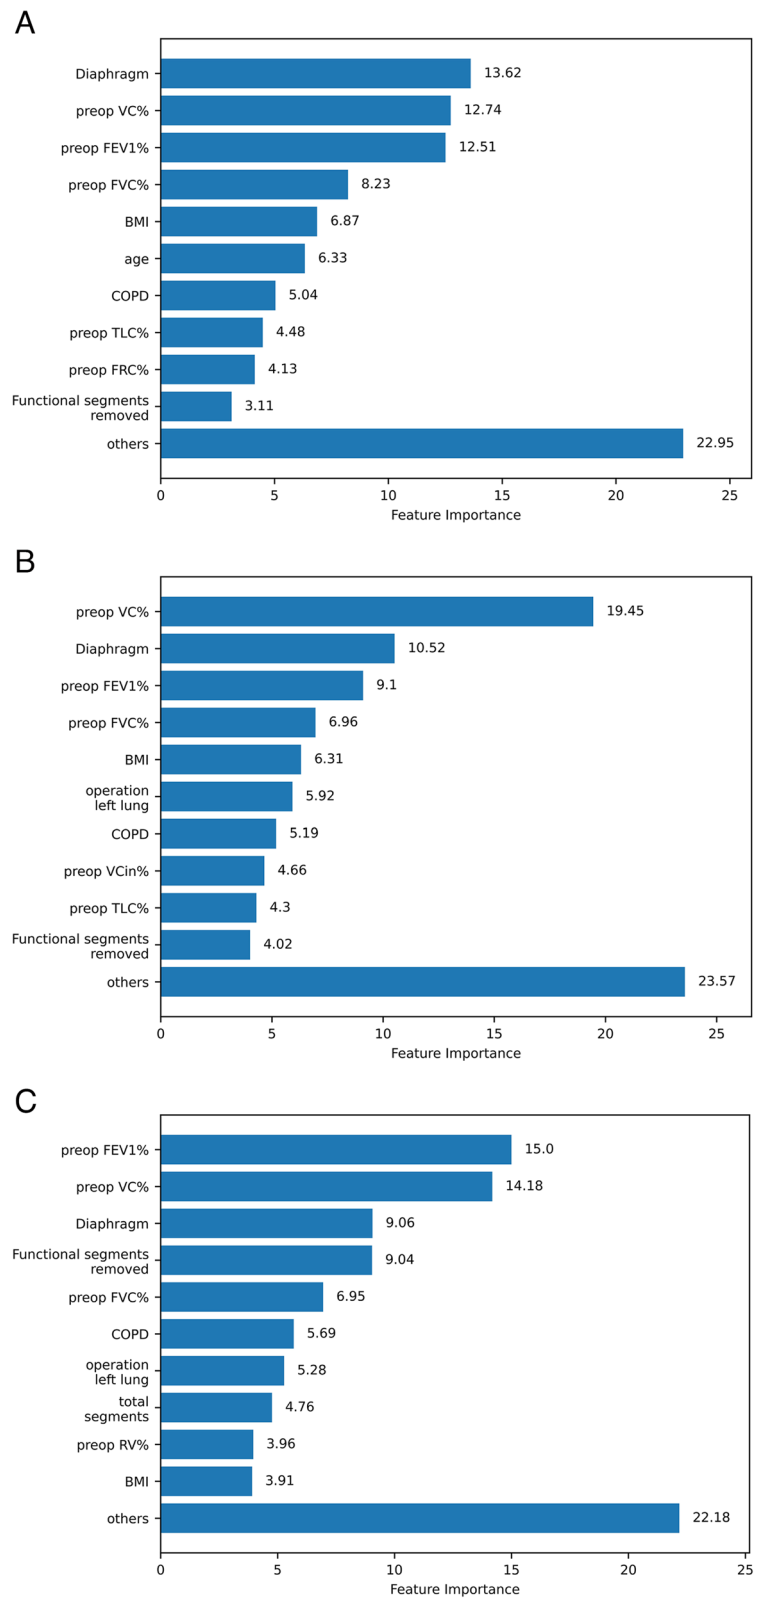 A
Diaphragm 13.62
preop VC% 12.74
preop FEV1% 12.51
preop FVC% 8.23
BMI 6.87
age 6.33
COPD 5.04
preop TLC% 4.48
preop FRC% 4.13
Functional segments
removed 3.11
others 22.95
0 5 10 15 20 25
Feature Importance
B
preop VC% 19.45
Diaphragm 10.52
preop FEV1% 9.1
preop FVC% 6.96
BMI 6.31
operation
left lung 5.92
COPD 5.19
preop VCin% 4.66
preop TLC% 4.3
Functional segments
removed 4.02
others 23.57
0 5 10 15 20 25
Feature Importance
C
preop FEV1% 15.0
preop VC% 14.18
Diaphragm 9.06
Functional segments
removed 9.04
preop FVC% 6.95
COPD 5.69
operation
left lung 5.28
total
segments 4.76
preop RV% 3.96
BMI 3.91
others 22.18
0 5 10 15 20 25
Feature Importance